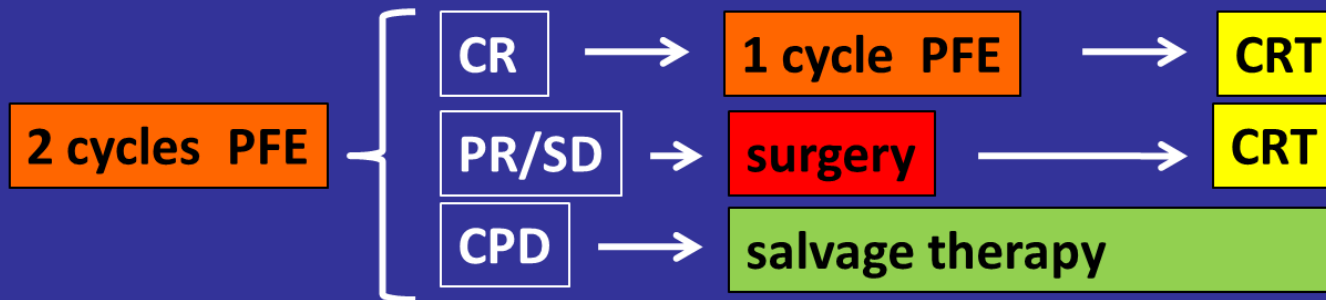 CR
1 cycle PFE
CRT
2 cycles PFE
PR/SD
surgery
CRT
CPD
salvage therapy